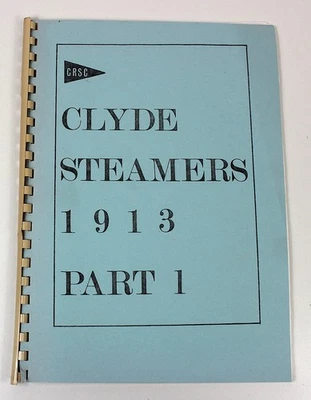 CRSC
CLYDE
STEAMERS
1913
PART 1